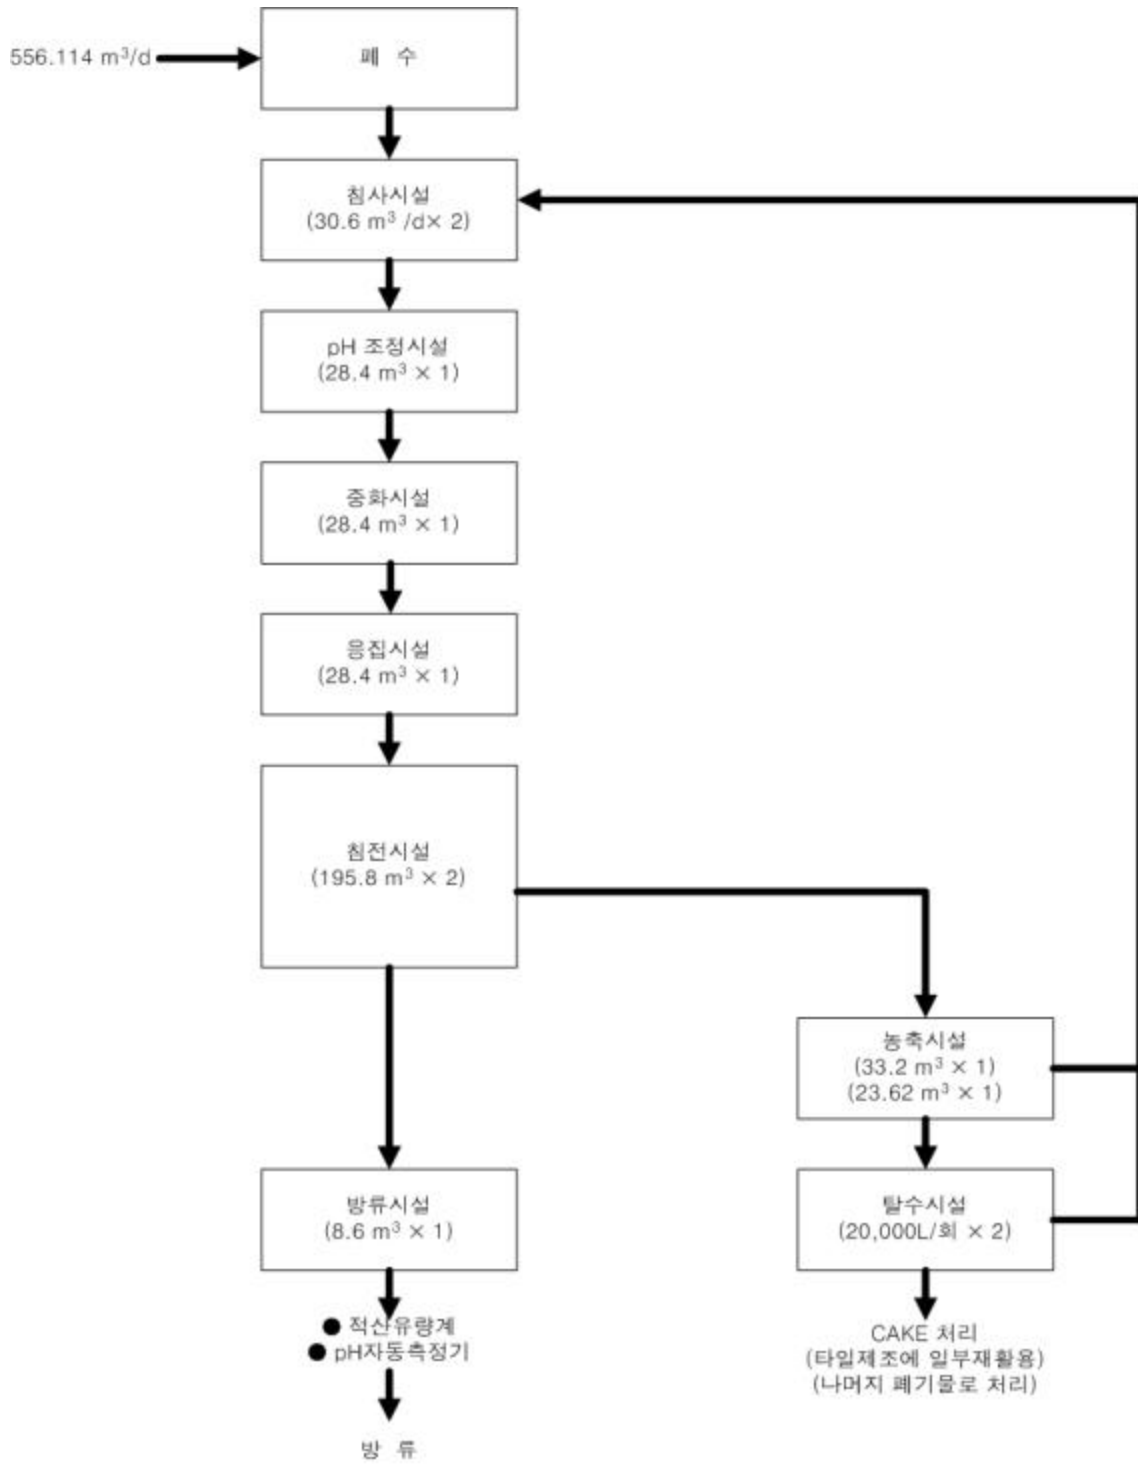 556.114 m³/d
폐 수
침사시설
(30.6 m³ /d× 2)
pH 조정시설
(28.4 m³ × 1)
중화시설
(28.4 m³ × 1)
응집시설
(28.4 m³ × 1)
침전시설
(195.8 m³ × 2)
농축시설
(33.2 m³ × 1)
(23.62 m³ × 1)
방류시설
(8.6 m³ × 1)
탈수시설
(20,000L/회 × 2)
● 적산유량계
● pH자동측정기
CAKE 처리
(타일제조에 일부재활용)
(나머지 폐기물로 처리)
방 류